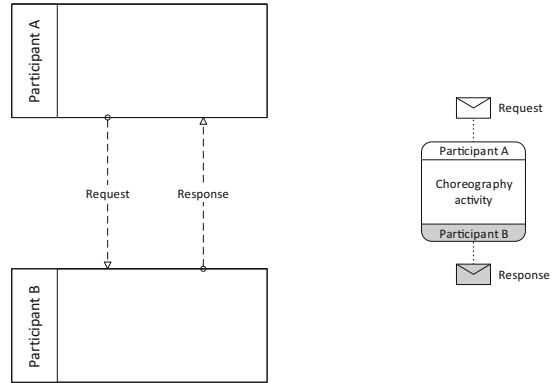 Participant A
Request
Response
Participant B
Request
Participant A
Choreography
activity
Participant B
Response